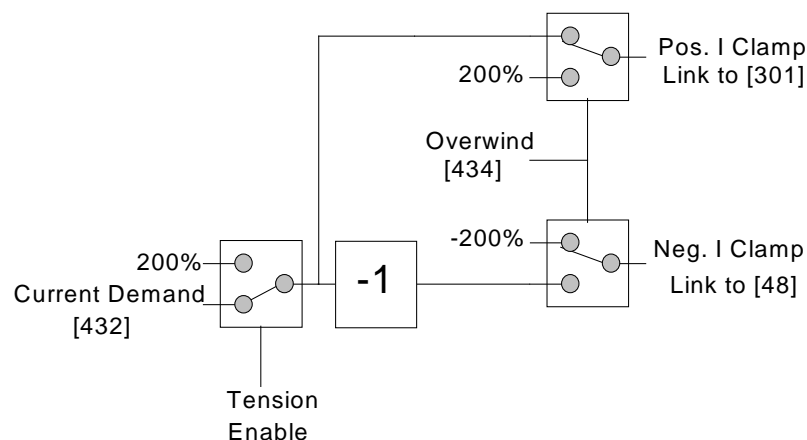 Pos. I Clamp
Link to [301]
200%
Overwind
[434]
-200%
Neg. I Clamp
Link to [48]
200%
Current Demand
[432]
-1
Tension
Enable